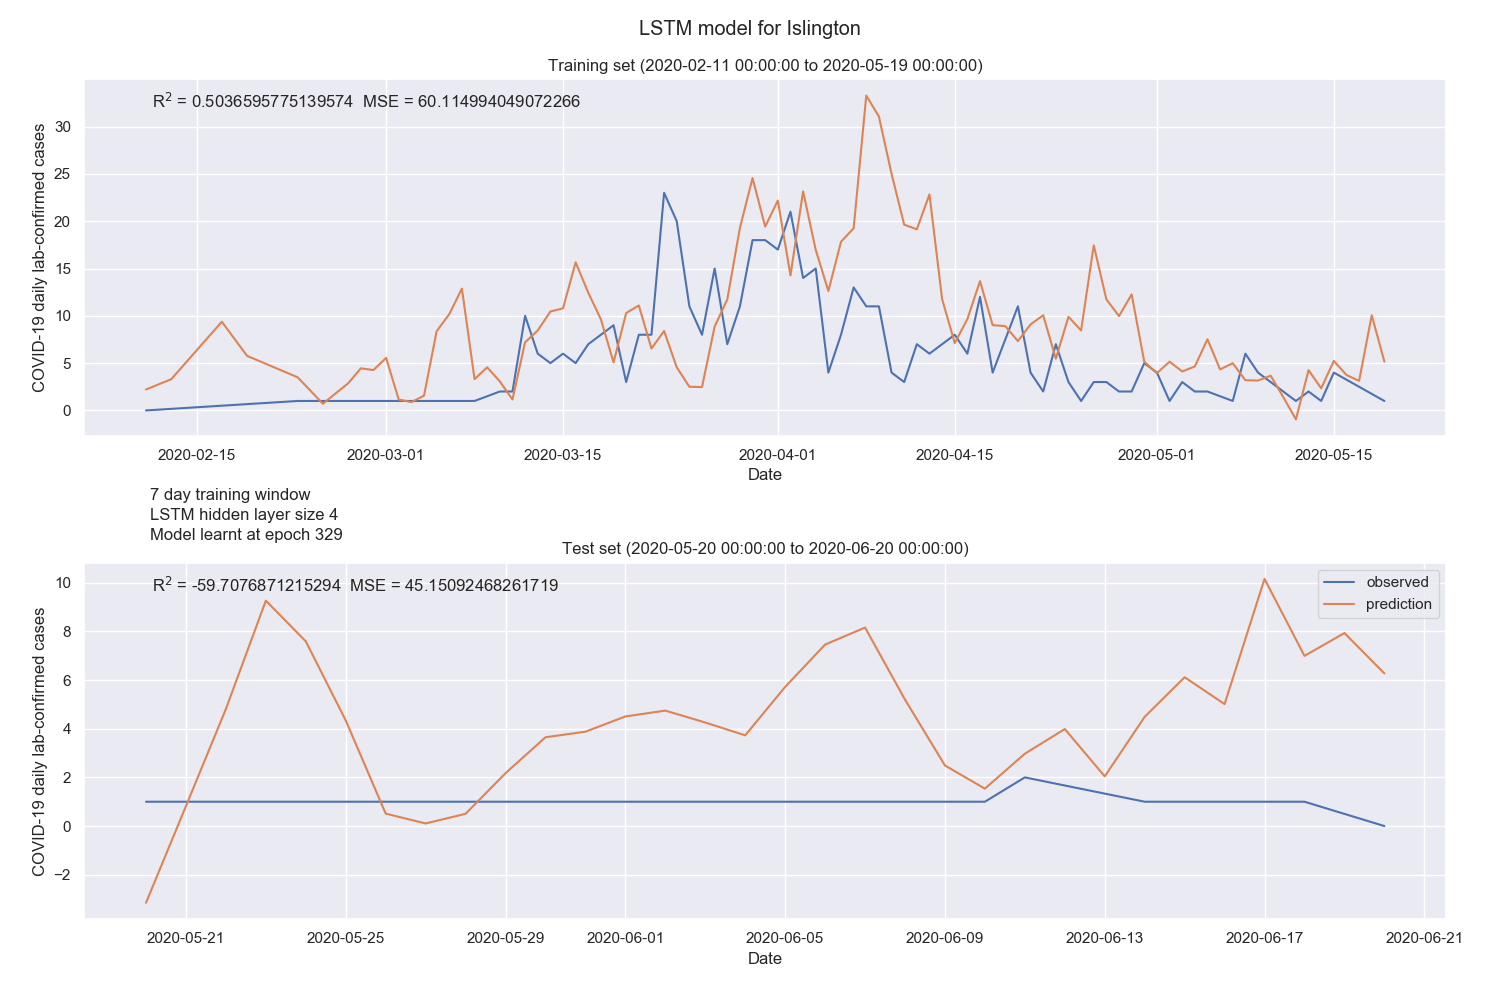 LSTM model for Islington
Training set (2020-02-11 00:00:00 to 2020-05-19 00:00:00)
R² = 0.5036595775139574 MSE = 60.114994049072266
COVID-19 daily lab-confirmed cases
30
25
20
15
10
5
0
2020-02-15 2020-03-01 2020-03-15 2020-04-01 2020-04-15 2020-05-01 2020-05-15
Date
7 day training window
LSTM hidden layer size 4
Model learnt at epoch 329
Test set (2020-05-20 00:00:00 to 2020-06-20 00:00:00)
R² = -59.7076871215294 MSE = 45.15092468261719
observed
prediction
COVID-19 daily lab-confirmed cases
10
8
6
4
2
0
−2
2020-05-21 2020-05-25 2020-05-29 2020-06-01 2020-06-05 2020-06-09 2020-06-13 2020-06-17 2020-06-21
Date